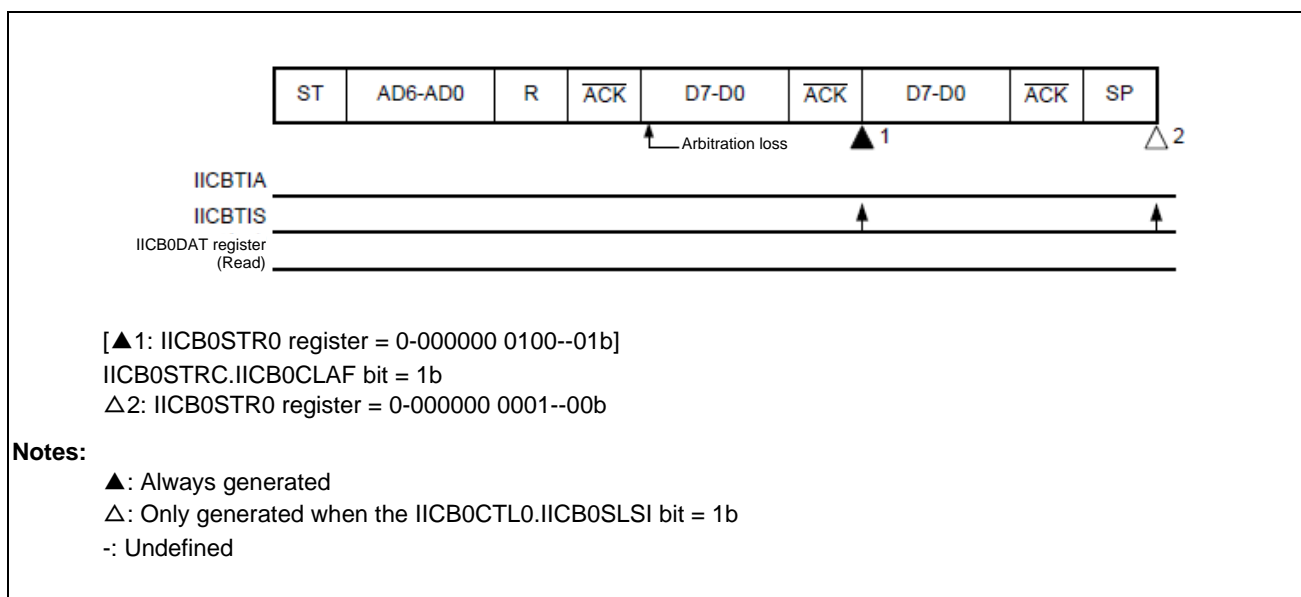 ST AD6-AD0 R ACK D7-D0 ACK D7-D0 ACK SP
Arbitration loss ▲ 1 △ 2
IICBTIA
IICBTIS
IICB0DAT register
(Read)
[▲1: IICB0STR0 register = 0-000000 0100--01b]
IICB0STRC.IICB0CLAF bit = 1b
△2: IICB0STR0 register = 0-000000 0001--00b
Notes:
▲: Always generated
△: Only generated when the IICB0CTL0.IICB0SLSI bit = 1b
-: Undefined